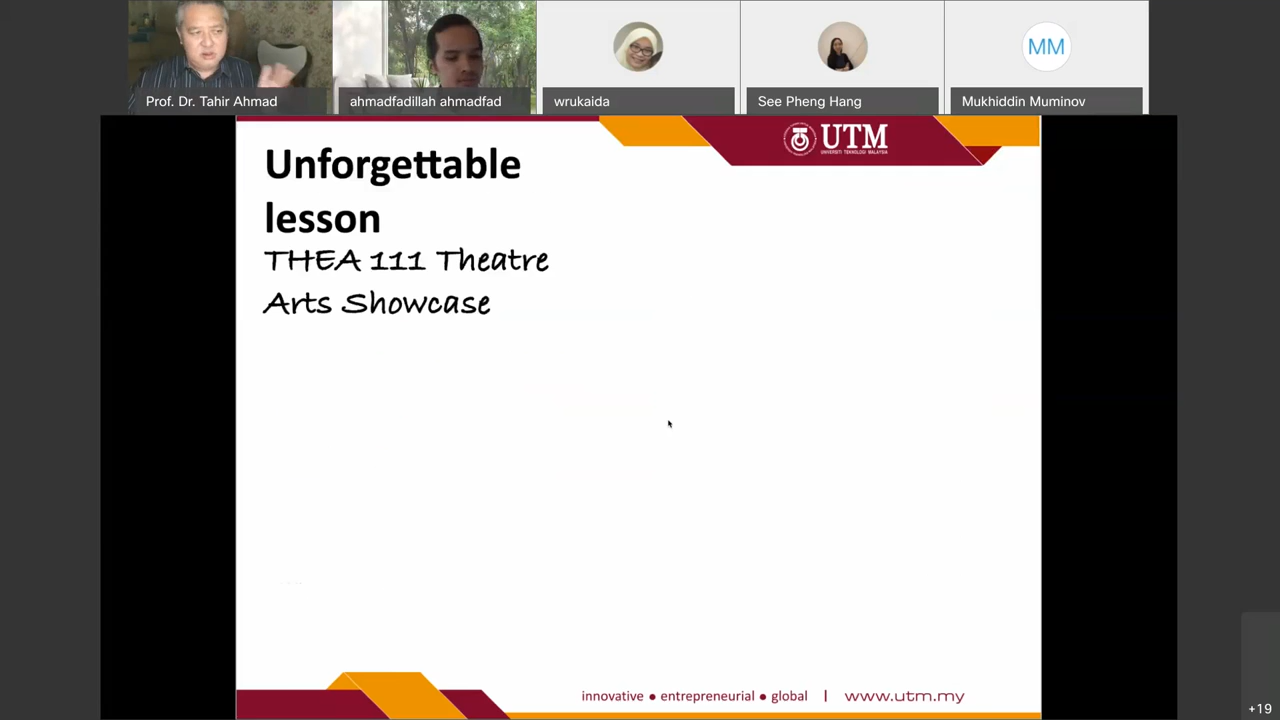 Prof. Dr. Tahir Ahmad
ahmadfadillah ahmadfad
wrukaida
See Pheng Hang
MM
Mukhiddin Muminov
UTM
UNIVERSITI TEKNOLOGI MALAYSIA
Unforgettable
lesson
THEA 111 Theatre
Arts Showcase
innovative ● entrepreneurial ● global | www.utm.my
+19